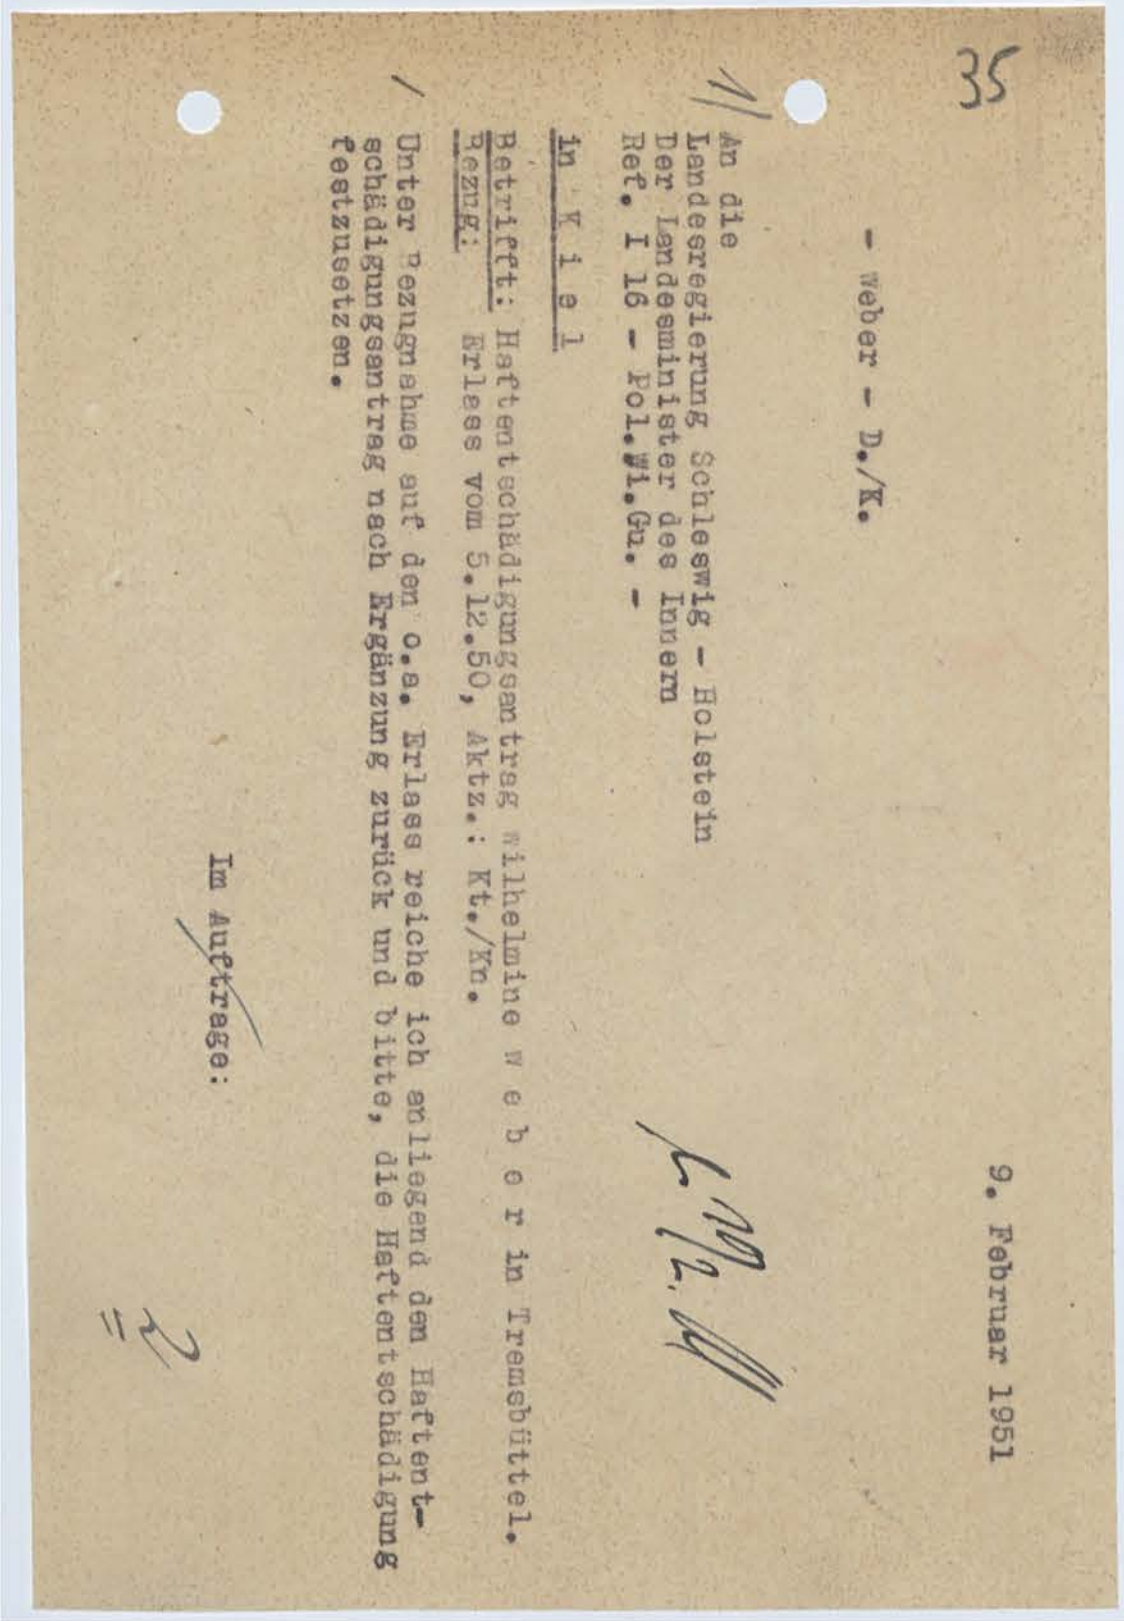 35
9. Februar 1951
- Weber - D./K.
1/ An die
Landesregierung Schleswig - Holstein
Der Landesminister des Innern
Ref. I 16 - Pol.Wi.Gu. -
in K i e l
Betrifft: Haftentschädigungsantrag Wilhelmine W e b e r in Tremsbüttel.
Bezug: Erlass vom 5.12.50, Aktz.: Kt./Kn.
/ Unter Bezugnahme auf den o.a. Erlass reiche ich anliegend den Haftent-
schädigungsantrag nach Ergänzung zurück und bitte, die Haftentschädigung
festzusetzen.
Im Auftrage: